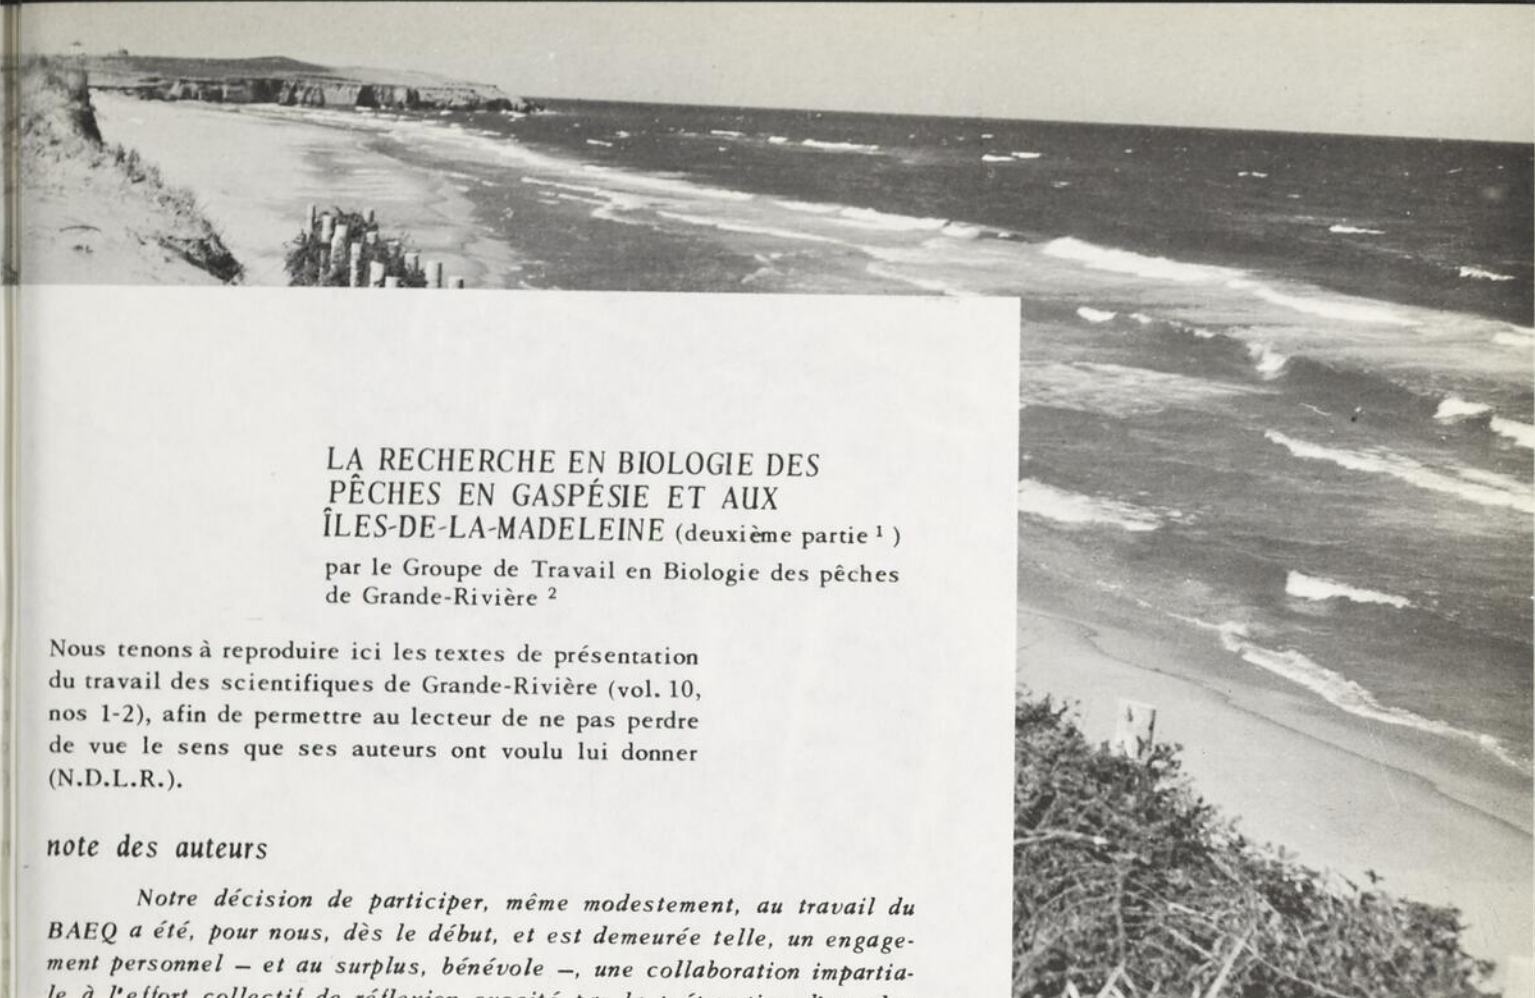 LA RECHERCHE EN BIOLOGIE DES
PÊCHES EN GASPÉSIE ET AUX
ÎLES-DE-LA-MADELEINE (deuxième partie ¹ )
par le Groupe de Travail en Biologie des pêches
de Grande-Rivière ²
Nous tenons à reproduire ici les textes de présentation
du travail des scientifiques de Grande-Rivière (vol. 10,
nos 1-2), afin de permettre au lecteur de ne pas perdre
de vue le sens que ses auteurs ont voulu lui donner
(N.D.L.R.).
note des auteurs
Notre décision de participer, même modestement, au travail du
BAEQ a été, pour nous, dès le début, et est demeurée telle, un engage-
ment personnel — et au surplus, bénévole —, une collaboration impartia-
le à l'effort collectif de réflexion